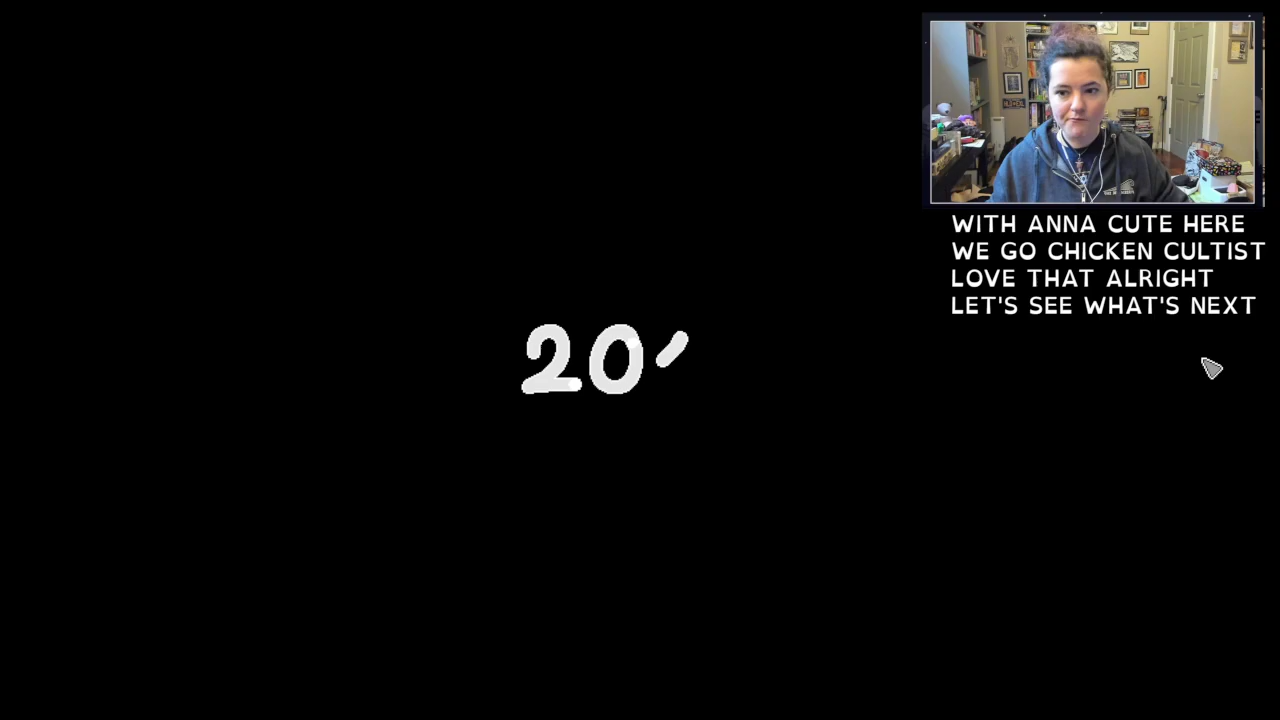 WITH ANNA CUTE HERE
WE GO CHICKEN CULTIST
LOVE THAT ALRIGHT
LET'S SEE WHAT'S NEXT
20